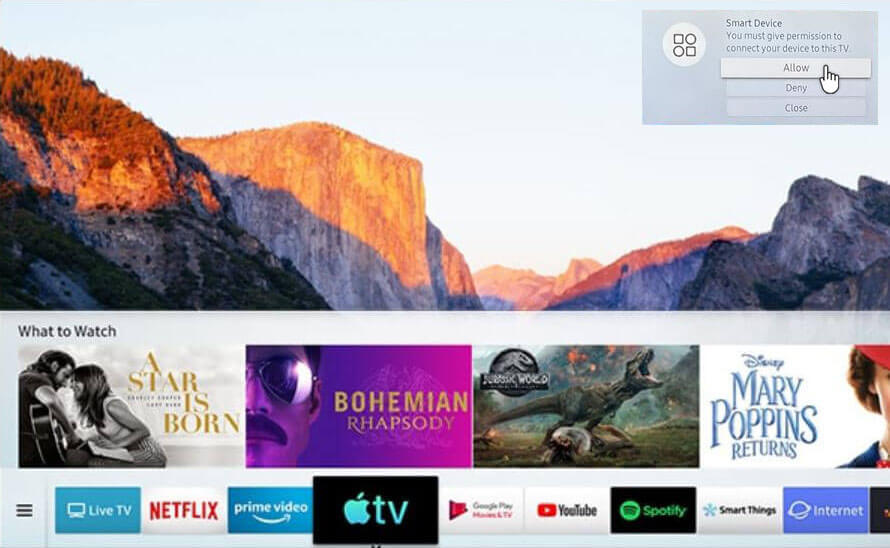 Smart Device
You must give permission to
connect your device to this TV.
Allow
Deny
Close
What to Watch
A
STAR
IS
BORN
BOHEMIAN
RHAPSODY
JURASSIC WORLD
Disney
MARY
POPPINS
RETURNS
Live TV
NETFLIX
prime video
tv
Google Play
Movies & TV
YouTube
Spotify
Smart Things
Internet